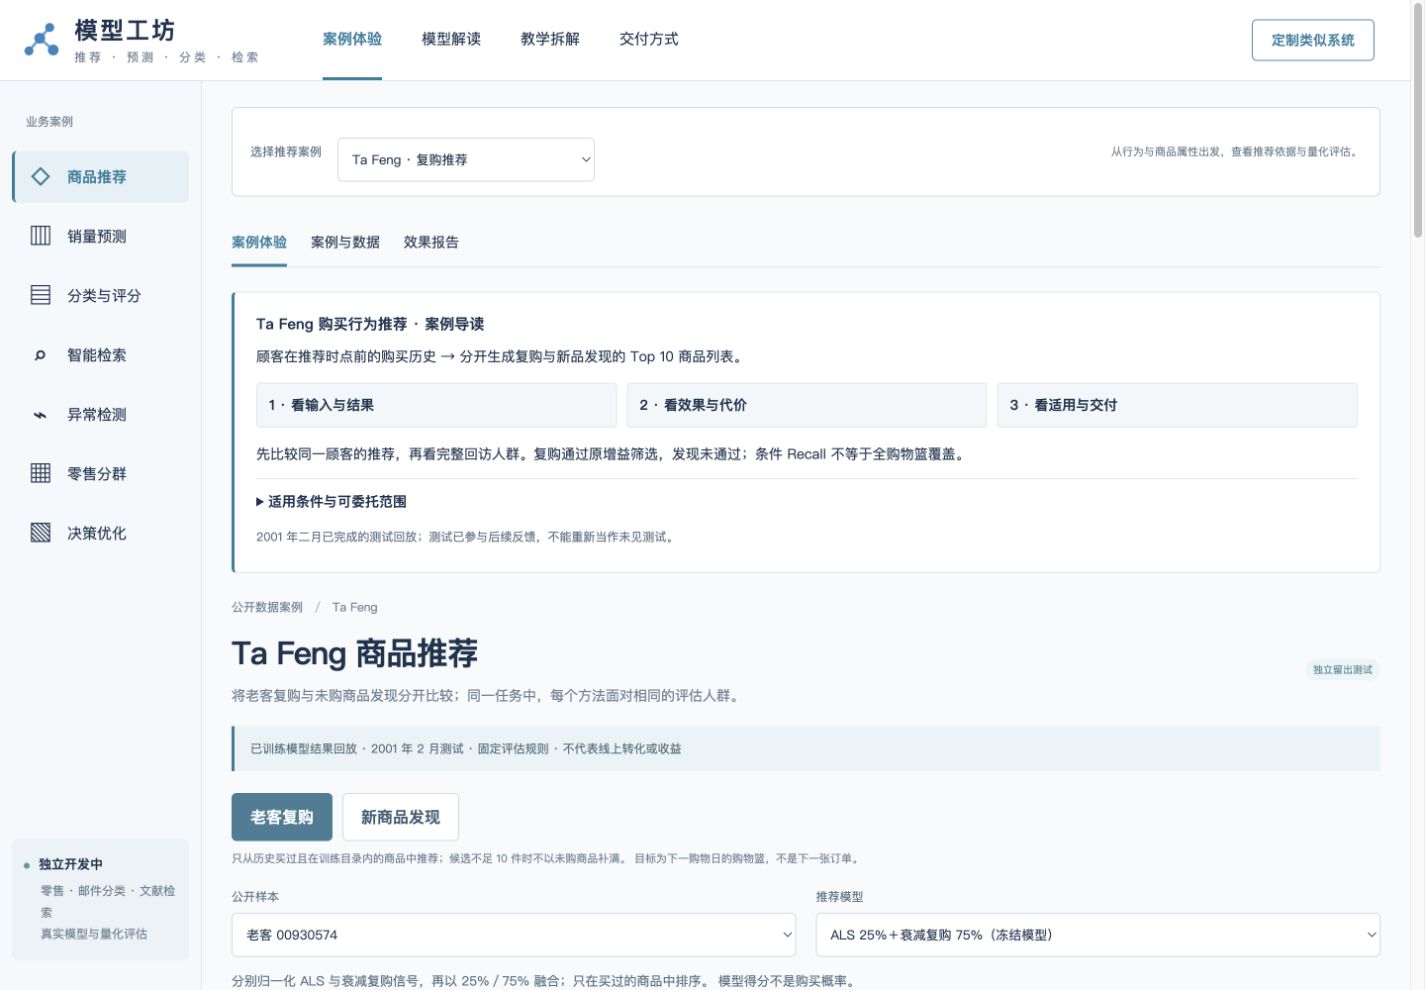 模型工坊
推荐 · 预测 · 分类 · 检索
案例体验
模型解读
教学拆解
交付方式
定制类似系统
业务案例
商品推荐
销量预测
分类与评分
智能检索
异常检测
零售分群
决策优化
独立开发中
零售 · 邮件分类 · 文献检
索
真实模型与量化评估
选择推荐案例
Ta Feng · 复购推荐
从行为与商品属性出发，查看推荐依据与量化评估。
案例体验
案例与数据
效果报告
Ta Feng 购买行为推荐 · 案例导读
顾客在推荐时点前的购买历史 → 分开生成复购与新品发现的 Top 10 商品列表。
1 · 看输入与结果
2 · 看效果与代价
3 · 看适用与交付
先比较同一顾客的推荐，再看完整回访人群。复购通过原增益筛选，发现未通过；条件 Recall 不等于全购物篮覆盖。
▶ 适用条件与可委托范围
2001 年二月已完成的测试回放；测试已参与后续反馈，不能重新当作未见测试。
公开数据案例 / Ta Feng
Ta Feng 商品推荐
独立留出测试
将老客复购与未购商品发现分开比较；同一任务中，每个方法面对相同的评估人群。
已训练模型结果回放 · 2001 年 2 月测试 · 固定评估规则 · 不代表线上转化或收益
老客复购
新商品发现
只从历史买过且在训练目录内的商品中推荐；候选不足 10 件时不以未购商品补满。 目标为下一购物日的购物篮，不是下一张订单。
公开样本
推荐模型
老客 00930574
ALS 25%＋衰减复购 75%（冻结模型）
分别归一化 ALS 与衰减复购信号，再以 25% / 75% 融合；只在买过的商品中排序。 模型得分不是购买概率。